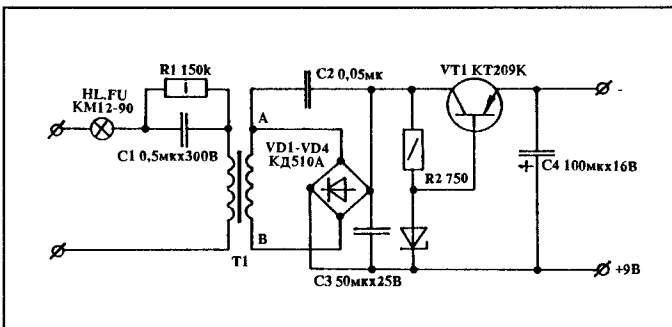 R1 150k
HL.FU
KM12-90
C1 0,5мкх300В
T1
A
B
C2 0,05мк
VD1-VD4
КД510А
C3 50мкх25В
R2 750
VT1 КТ209К
C4 100мкх16В
-
+
+9В